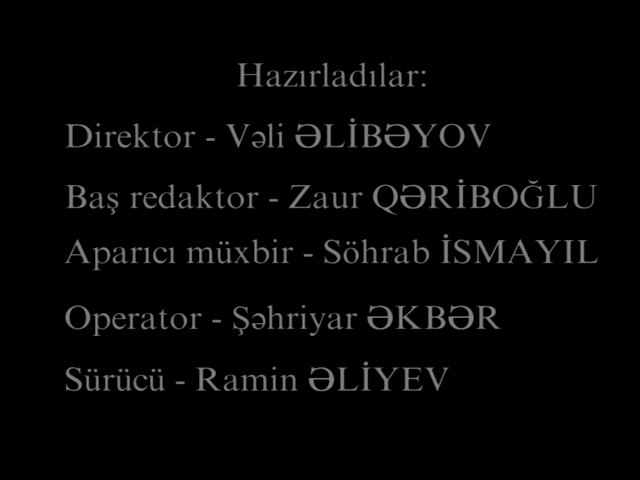 Hazırladılar:
Direktor - Vəli ƏLİBƏYOV
Baş redaktor - Zaur QƏRİBOĞLU
Aparıcı müxbir - Söhrab İSMAYIL
Operator - Şəhriyar ƏKBƏR
Sürücü - Ramin ƏLİYEV